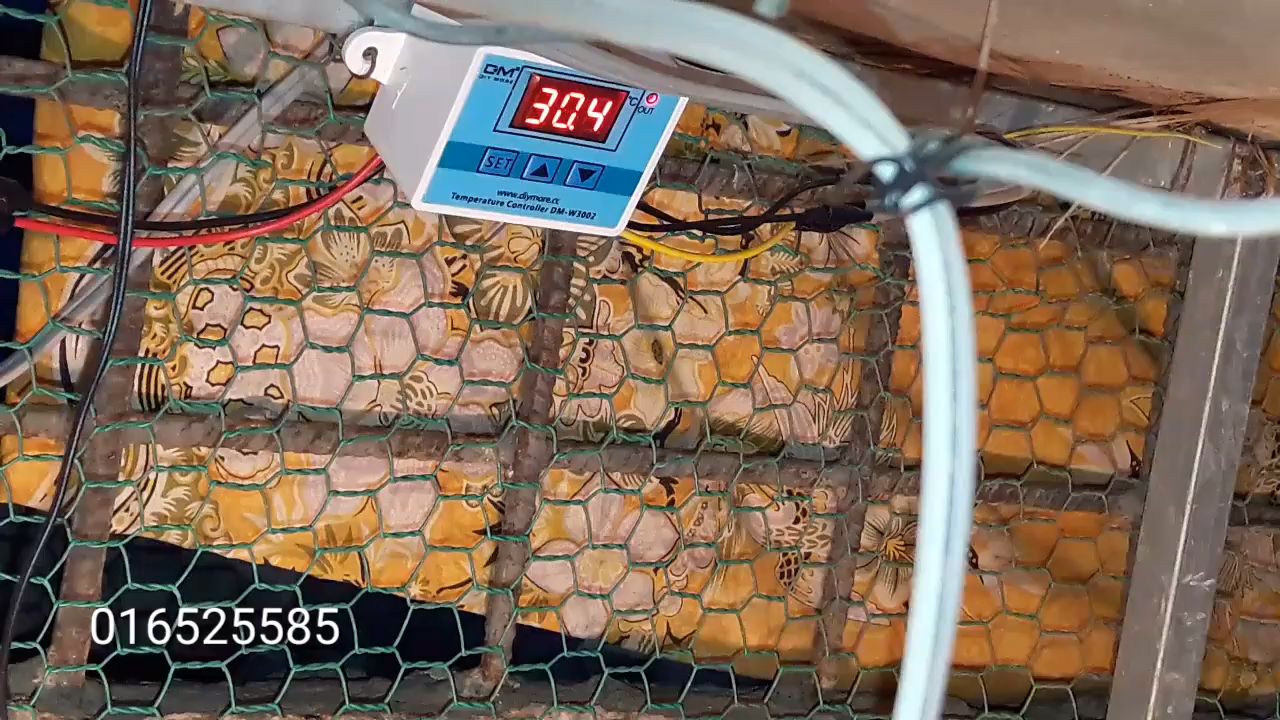 DM
DIY MORE
30.4
°C
OUT
SET
www.diymore.cc
Temperature Controller DM-W3002
016525585